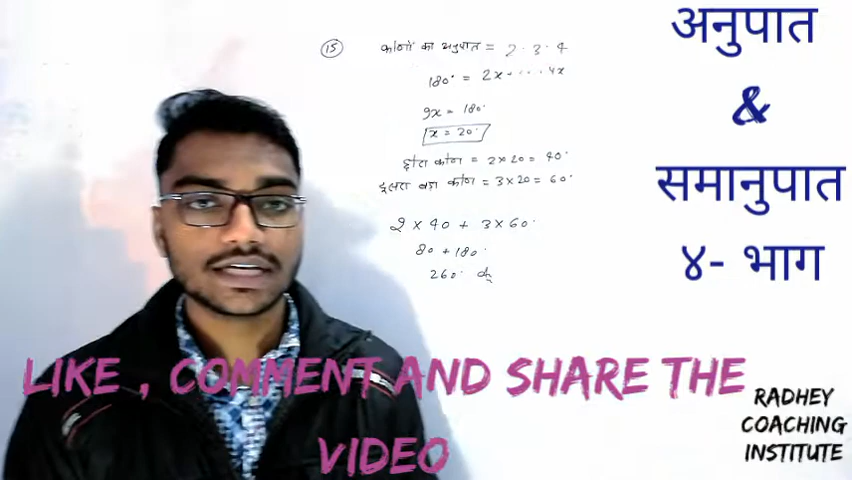 अनुपात
&
समानुपात
४- भाग
15 कोणों का अनुपात = 2 : 3 : 4
180° = 2x + ... 4x
9x = 180°
x = 20°
छोटा कोण = 2 × 20 = 40°
दूसरा बड़ा कोण = 3 × 20 = 60°
2 × 40 + 3 × 60°
80 + 180°
260°
LIKE , COMMENT AND SHARE THE
VIDEO
RADHEY
COACHING
INSTITUTE